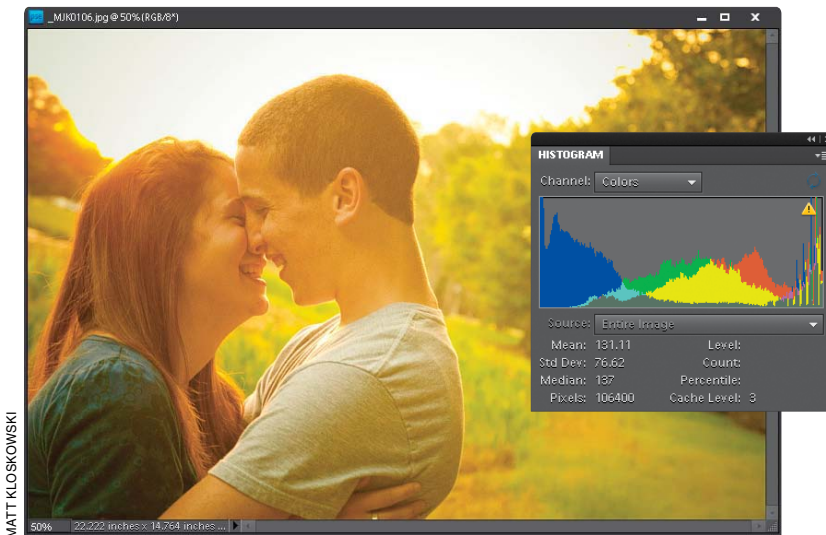 _MJK0106.jpg @ 50% (RGB/8*)
HISTOGRAM
Channel: Colors
Source: Entire Image
Mean: 131.11 Level:
Std Dev: 76.62 Count:
Median: 137 Percentile:
Pixels: 106400 Cache Level: 3
50% 22.222 inches x 14.764 inches ...
MATT KLOSKOWSKI